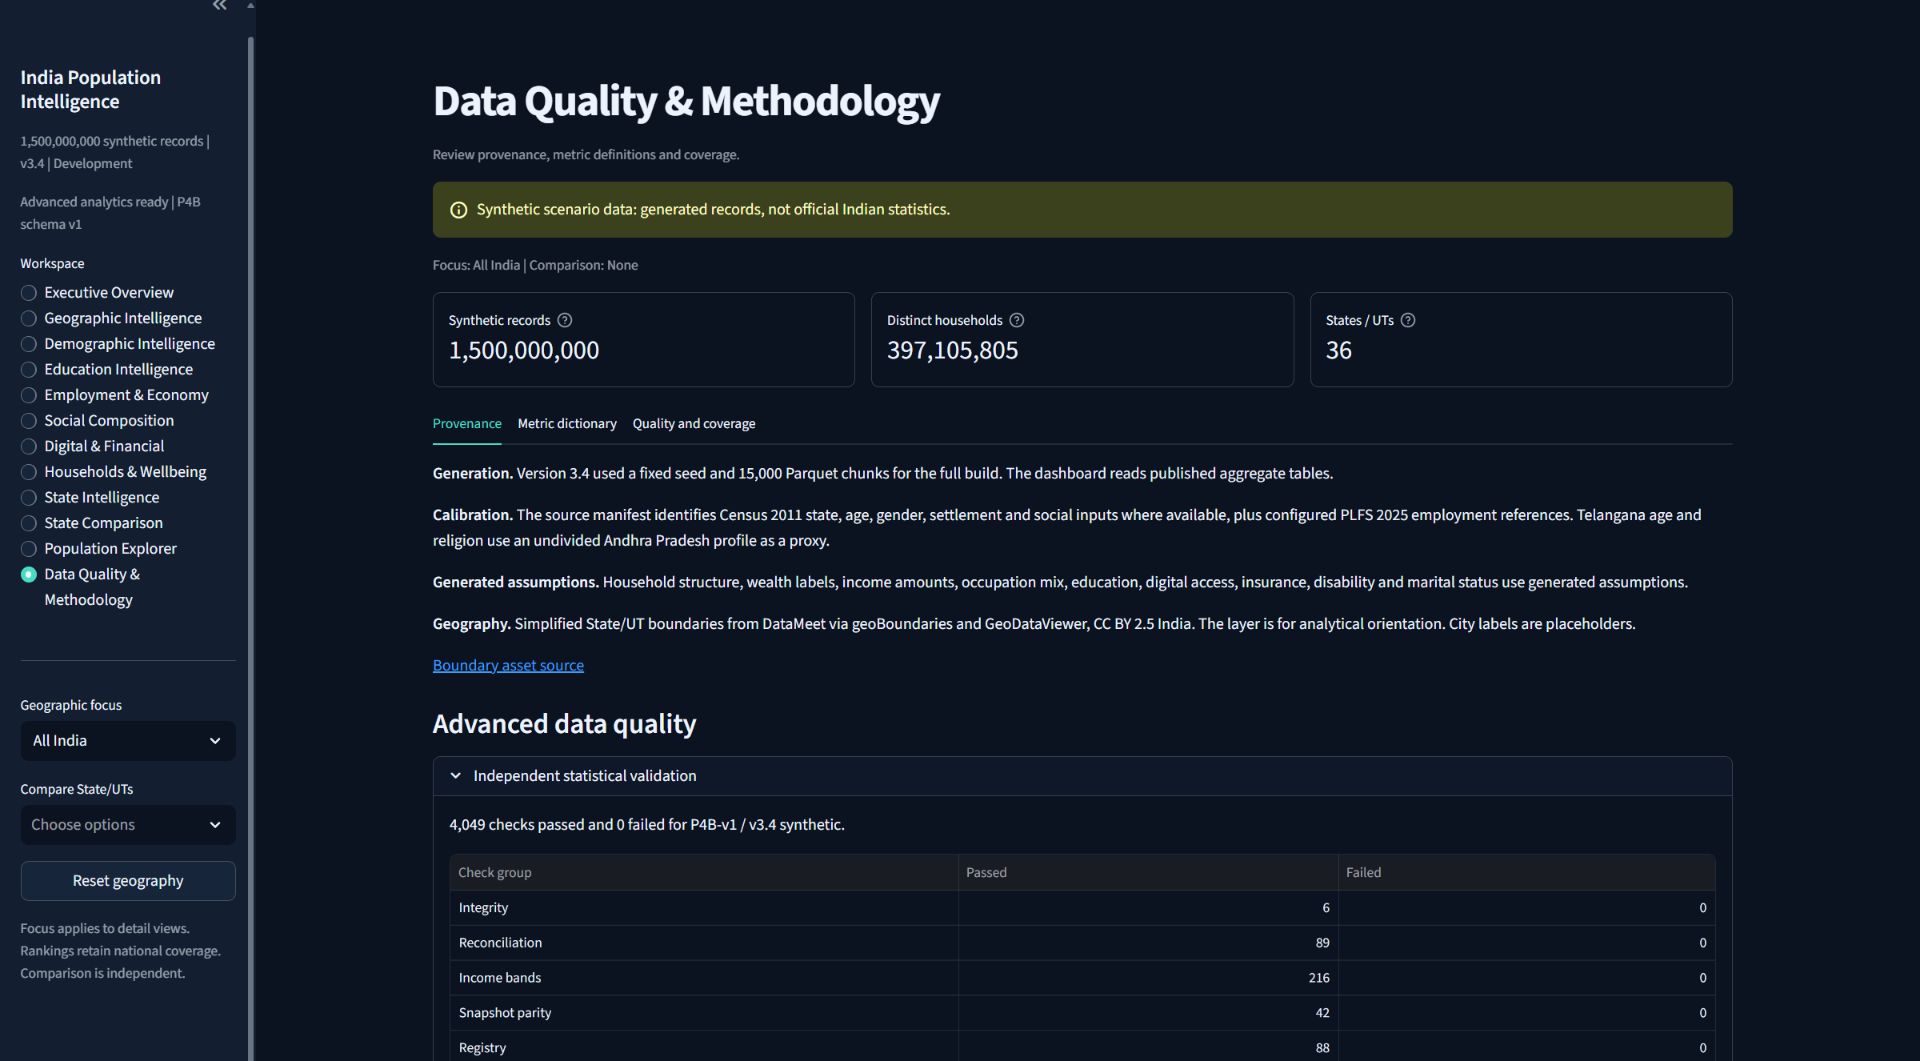 India Population
Intelligence
1,500,000,000 synthetic records |
v3.4 | Development
Advanced analytics ready | P4B
schema v1
Workspace
Executive Overview
Geographic Intelligence
Demographic Intelligence
Education Intelligence
Employment & Economy
Social Composition
Digital & Financial
Households & Wellbeing
State Intelligence
State Comparison
Population Explorer
Data Quality &
Methodology
Geographic focus
All India
Compare State/UTs
Choose options
Reset geography
Focus applies to detail views.
Rankings retain national coverage.
Comparison is independent.
Data Quality & Methodology
Review provenance, metric definitions and coverage.
Synthetic scenario data: generated records, not official Indian statistics.
Focus: All India | Comparison: None
Synthetic records
1,500,000,000
Distinct households
397,105,805
States / UTs
36
Provenance Metric dictionary Quality and coverage
Generation. Version 3.4 used a fixed seed and 15,000 Parquet chunks for the full build. The dashboard reads published aggregate tables.
Calibration. The source manifest identifies Census 2011 state, age, gender, settlement and social inputs where available, plus configured PLFS 2025 employment references. Telangana age and
religion use an undivided Andhra Pradesh profile as a proxy.
Generated assumptions. Household structure, wealth labels, income amounts, occupation mix, education, digital access, insurance, disability and marital status use generated assumptions.
Geography. Simplified State/UT boundaries from DataMeet via geoBoundaries and GeoDataViewer, CC BY 2.5 India. The layer is for analytical orientation. City labels are placeholders.
Boundary asset source
Advanced data quality
Independent statistical validation
4,049 checks passed and 0 failed for P4B-v1 / v3.4 synthetic.
Check group Passed Failed
Integrity 6 0
Reconciliation 89 0
Income bands 216 0
Snapshot parity 42 0
Registry 88 0